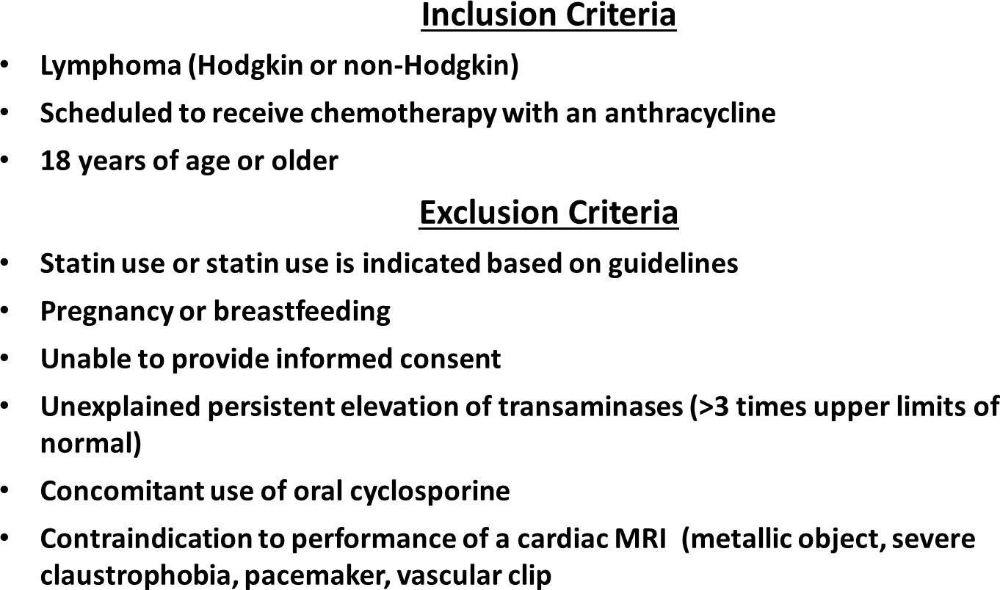 Inclusion Criteria
• Lymphoma (Hodgkin or non-Hodgkin)
• Scheduled to receive chemotherapy with an anthracycline
• 18 years of age or older
Exclusion Criteria
• Statin use or statin use is indicated based on guidelines
• Pregnancy or breastfeeding
• Unable to provide informed consent
• Unexplained persistent elevation of transaminases (>3 times upper limits of
normal)
• Concomitant use of oral cyclosporine
• Contraindication to performance of a cardiac MRI  (metallic object, severe
claustrophobia, pacemaker, vascular clip